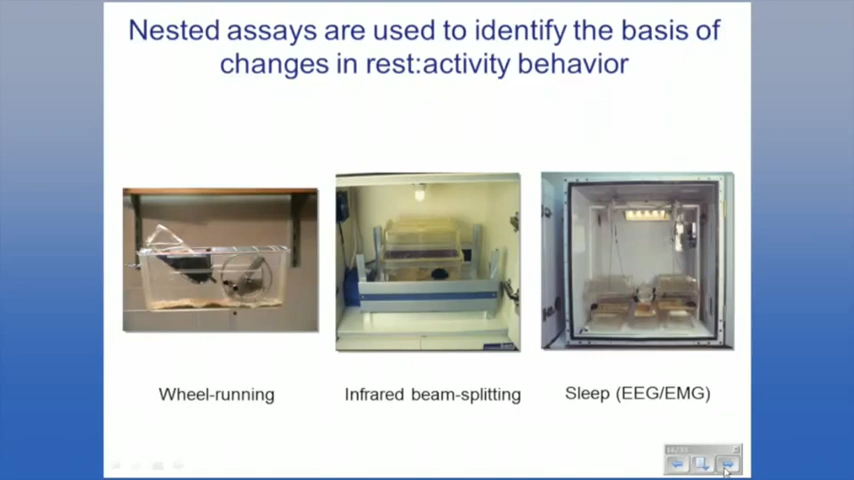 Nested assays are used to identify the basis of
changes in rest:activity behavior
Wheel-running
Infrared beam-splitting
Sleep (EEG/EMG)